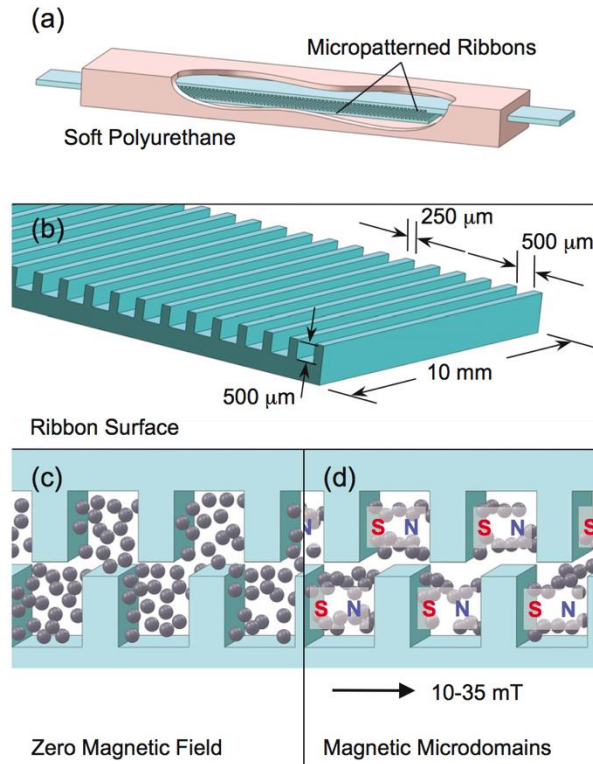 (a)
Micropatterned Ribbons
Soft Polyurethane
(b)
250 μm
500 μm
10 mm
500 μm
Ribbon Surface
(c)
(d)
N
S N
S N
S
S N
S N
S
10-35 mT
Zero Magnetic Field
Magnetic Microdomains